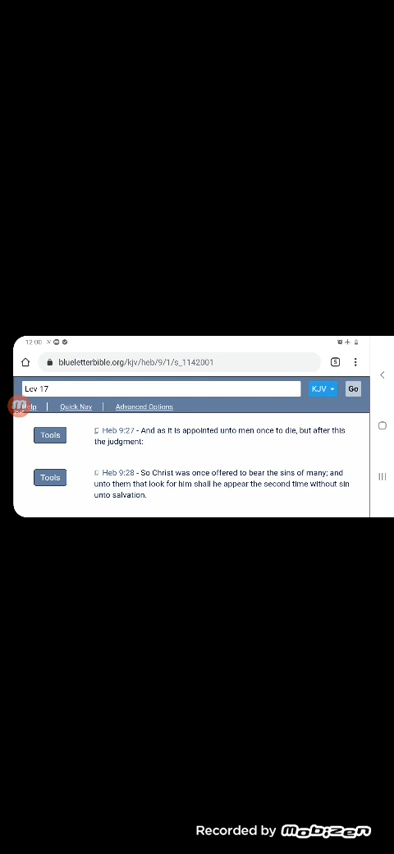 12:00
blueletterbible.org/kjv/heb/9/1/s_1142001
Lev 17
KJV
Go
Quick Nav | Advanced Options
Tools
Heb 9:27 - And as it is appointed unto men once to die, but after this
the judgment:
Tools
Heb 9:28 - So Christ was once offered to bear the sins of many; and
unto them that look for him shall he appear the second time without sin
unto salvation.
Recorded by mobizen